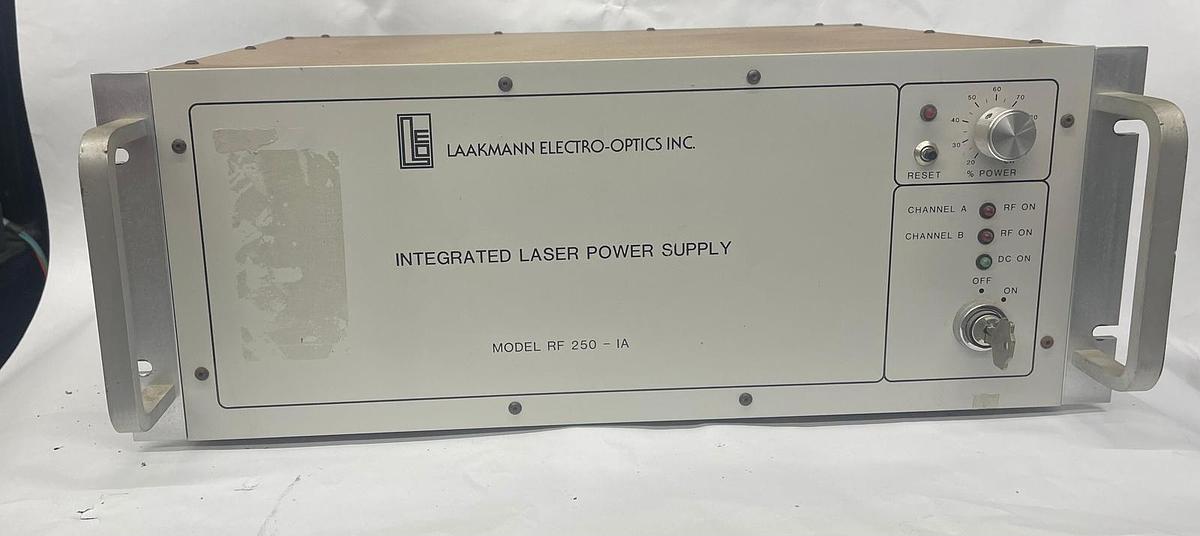 LEO
LAAKMANN ELECTRO-OPTICS INC.
INTEGRATED LASER POWER SUPPLY
MODEL RF 250 - IA
20
30
40
50
60
70
RESET
% POWER
CHANNEL A RF ON
CHANNEL B RF ON
DC ON
OFF
ON